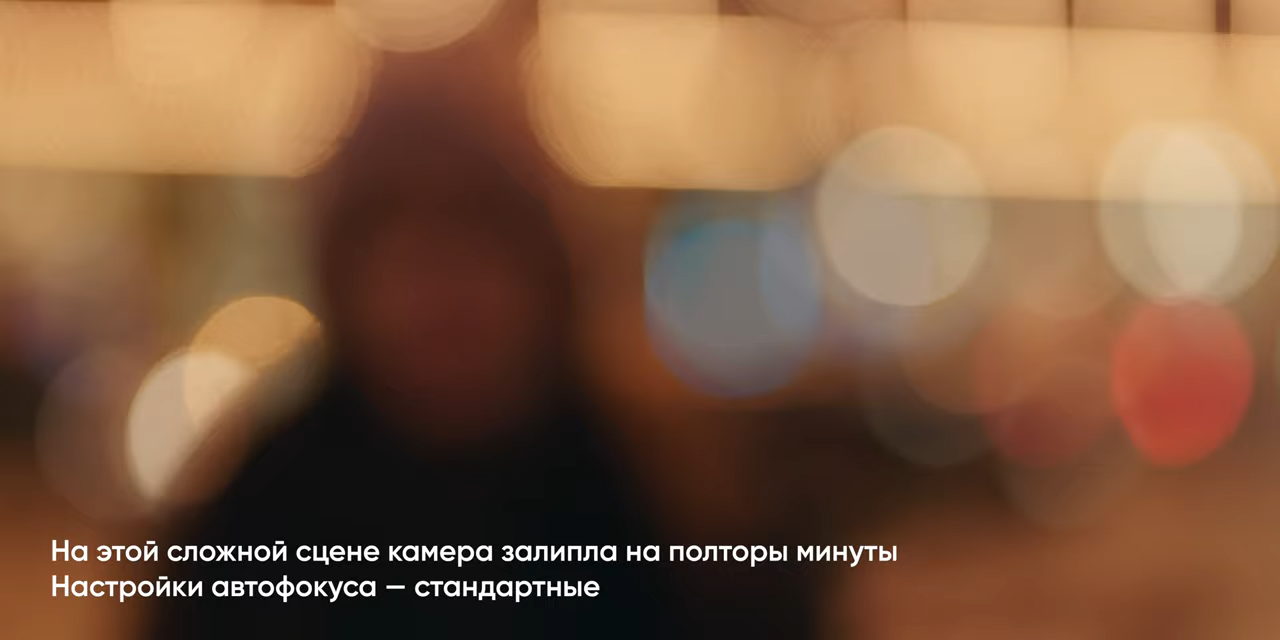 На этой сложной сцене камера залипла на полторы минуты
Настройки автофокуса — стандартные